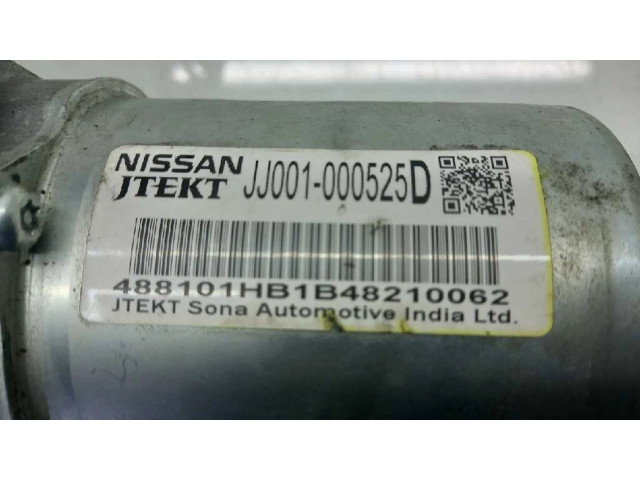 NISSAN
JTEKT JJ001-000525D
488101HB1B48210062
JTEKT Sona Automotive India Ltd.